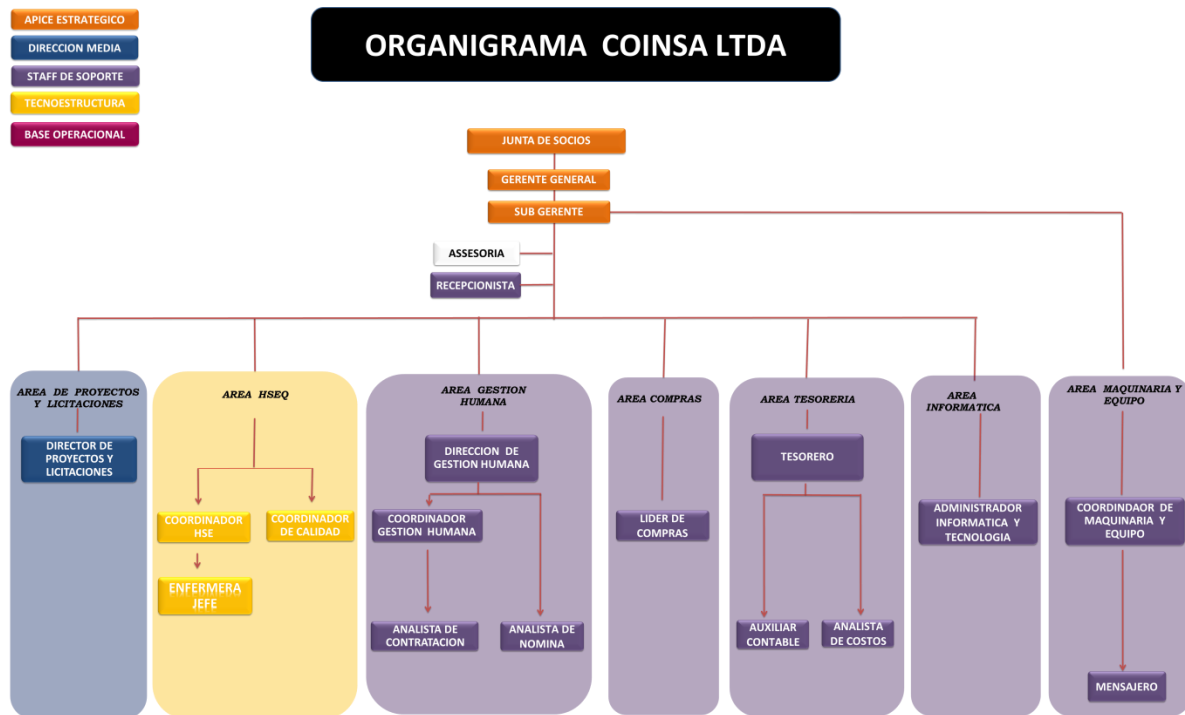 APICE ESTRATEGICO
DIRECCION MEDIA
STAFF DE SOPORTE
TECNOESTRUCTURA
BASE OPERACIONAL
ORGANIGRAMA COINSA LTDA
JUNTA DE SOCIOS
GERENTE GENERAL
SUB GERENTE
ASSESORIA
RECEPCIONISTA
AREA DE PROYECTOS
Y LICITACIONES
DIRECTOR DE
PROYECTOS Y
LICITACIONES
AREA HSEQ
COORDINADOR
HSE
COORDINADOR
DE CALIDAD
ENFERMERA
JEFE
AREA GESTION
HUMANA
DIRECCION DE
GESTION HUMANA
COORDINADOR
GESTION HUMANA
ANALISTA DE
CONTRATACION
ANALISTA DE
NOMINA
AREA COMPRAS
LIDER DE
COMPRAS
AREA TESORERIA
TESORERO
AUXILIAR
CONTABLE
ANALISTA
DE COSTOS
AREA
INFORMATICA
ADMINISTRADOR
INFORMATICA Y
TECNOLOGIA
AREA MAQUINARIA Y
EQUIPO
COORDINDAOR DE
MAQUINARIA Y
EQUIPO
MENSAJERO